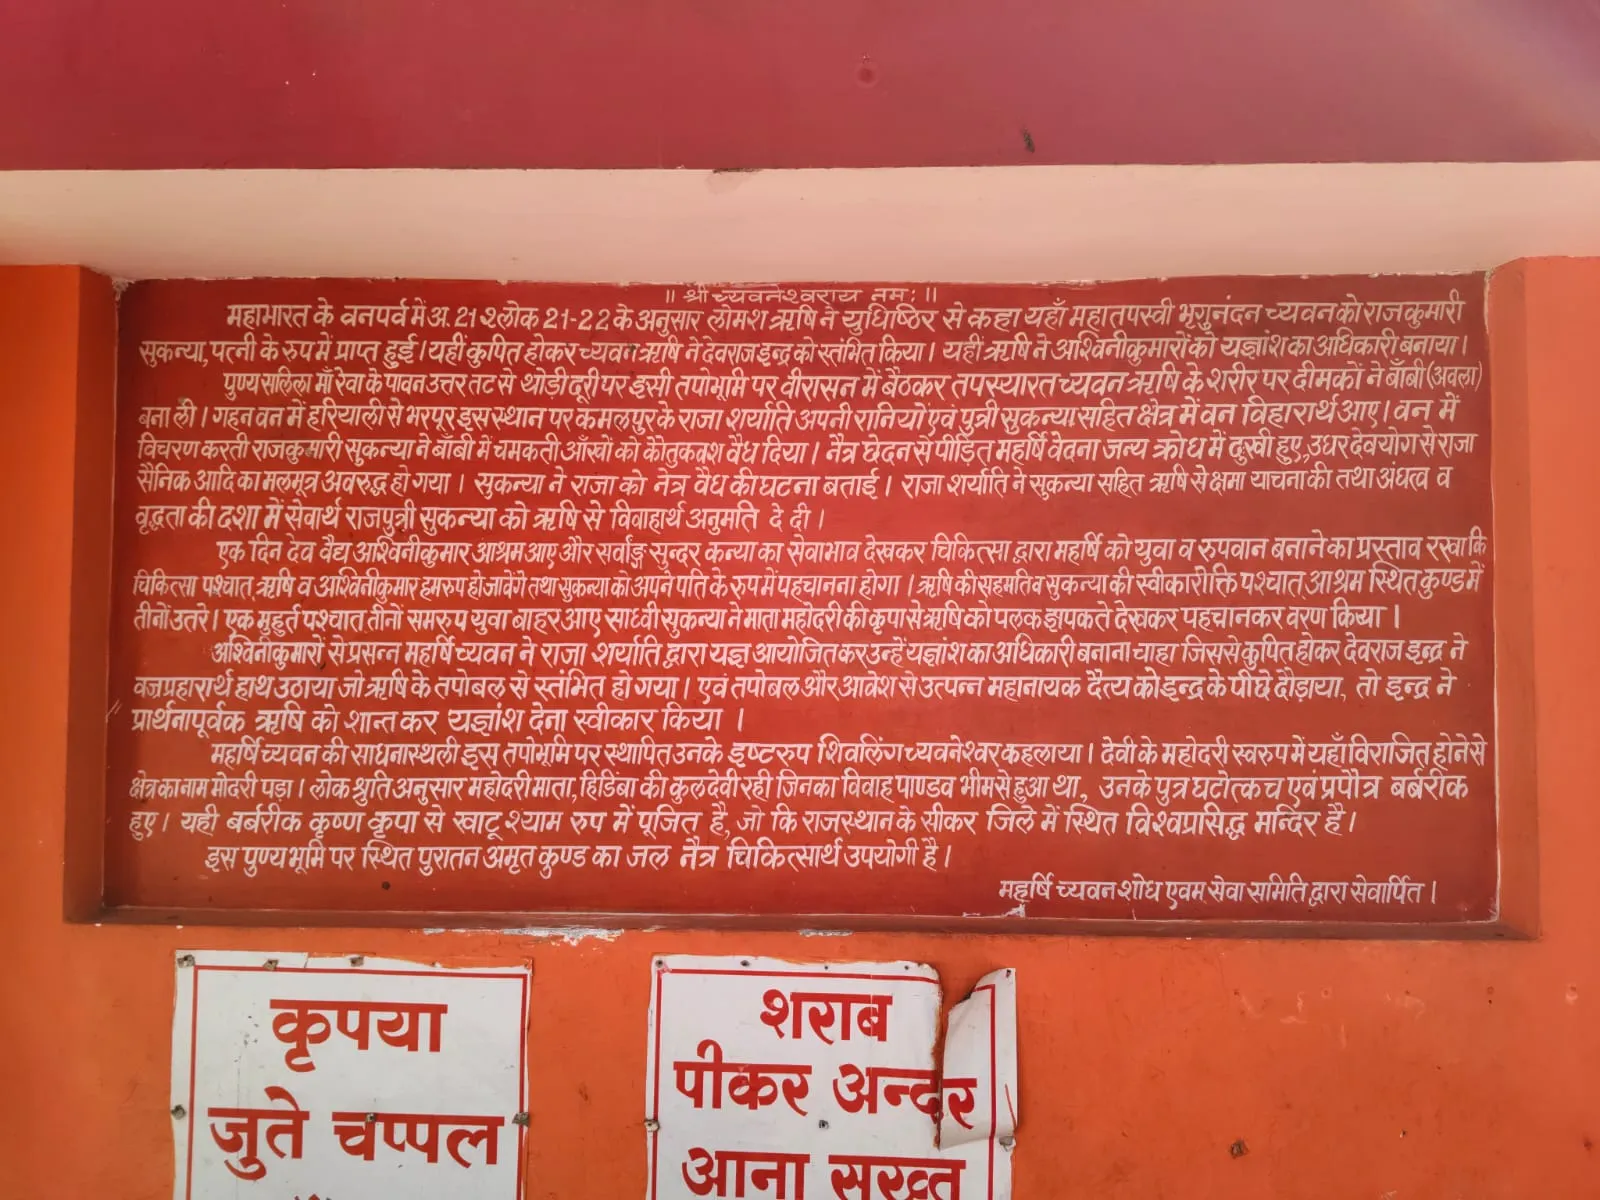 ॥ श्री च्यवनेश्वराय नमः ॥
महाभारत के वनपर्व में अ. 21 श्लोक 21-22 के अनुसार लोमश ऋषि ने युधिष्ठिर से कहा यहाँ महातपस्वी भृगुनंदन च्यवन को राजकुमारी
सुकन्या, पत्नी के रुप में प्राप्त हुई। यहीं कुपित होकर च्यवन ऋषि ने देवराज इन्द्र को स्तंभित किया। यहीं ऋषि ने अश्विनीकुमारों को यज्ञांश का अधिकारी बनाया।
पुण्य सलिला माँ रेवा के पावन उत्तर तट से थोड़ी दूरी पर इसी तपोभूमि पर वीरासन में बैठकर तपस्यारत च्यवन ऋषि के शरीर पर दीमकों ने बाँबी (अवला)
बना ली। गहन वन में हरियाली से भरपूर इस स्थान पर कमलपुर के राजा शर्याति अपनी रानियों एवं पुत्री सुकन्या सहित क्षेत्र में वन विहारार्थ आए। वन में
विचरण करती राजकुमारी सुकन्या ने बाँबी में चमकती आँखों को कौतुकवश वैध दिया। नैत्र छेदन से पीड़ित महर्षि वेदना जन्य क्रोध में दुखी हुए, उधर देवयोग से राजा
सैनिक आदि का मलमूत्र अवरुद्ध हो गया। सुकन्या ने राजा को नेत्र वैध की घटना बताई। राजा शर्याति ने सुकन्या सहित ऋषि से क्षमा याचना की तथा अंधत्व व
वृद्धता की दशा में सेवार्थ राजपुत्री सुकन्या को ऋषि से विवाहार्थ अनुमति दे दी।
एक दिन देव वैद्य अश्विनीकुमार आश्रम आए और सर्वाङ्ग सुन्दर कन्या का सेवाभाव देखकर चिकित्सा द्वारा महर्षि को युवा व रुपवान बनाने का प्रस्ताव रखा कि
चिकित्सा पश्चात् ऋषि व अश्विनीकुमार हमरुप हो जावेंगे तथा सुकन्या को अपने पति के रुप में पहचानना होगा। ऋषि की सहमति व सुकन्या की स्वीकारोक्ति पश्चात् आश्रम स्थित कुण्ड में
तीनों उतरे। एक मुहुर्त पश्चात् तीनों समरुप युवा बाहर आए साध्वी सुकन्या ने माता महोदरी की कृपा से ऋषि को पलक झपकते देखकर पहचानकर वरण किया।
अश्विनीकुमारों से प्रसन्न महर्षि च्यवन ने राजा शर्याति द्वारा यज्ञ आयोजित कर उन्हें यज्ञांश का अधिकारी बनाना चाहा जिससे कुपित होकर देवराज इन्द्र ने
वज्रप्रहारार्थ हाथ उठाया जो ऋषि के तपोबल से स्तंभित हो गया। एवं तपोबल और आवेश से उत्पन्न महानायक दैत्य को इन्द्र के पीछे दौड़ाया, तो इन्द्र ने
प्रार्थनापूर्वक ऋषि को शान्त कर यज्ञांश देना स्वीकार किया।
महर्षि च्यवन की साधनास्थली इस तपोभूमि पर स्थापित उनके इष्टरुप शिवलिंग च्यवनेश्वर कहलाया। देवी के महोदरी स्वरुप में यहाँ विराजित होने से
क्षेत्र का नाम मोदरी पड़ा। लोक श्रुति अनुसार महोदरी माता, हिडिंबा की कुलदेवी रही जिनका विवाह पाण्डव भीम से हुआ था, उनके पुत्र घटोत्कच एवं प्रपौत्र बर्बरीक
हुए। यही बर्बरीक कृष्ण कृपा से खाटू श्याम रुप में पूजित है, जो कि राजस्थान के सीकर जिले में स्थित विश्वप्रसिद्ध मन्दिर है।
इस पुण्य भूमि पर स्थित पुरातन अमृत कुण्ड का जल नैत्र चिकित्सार्थ उपयोगी है।
महर्षि च्यवन शोध एवम सेवा समिति द्वारा सेवार्पित।
कृपया
जुते चप्पल
शराब
पीकर अन्दर
आना सख्त